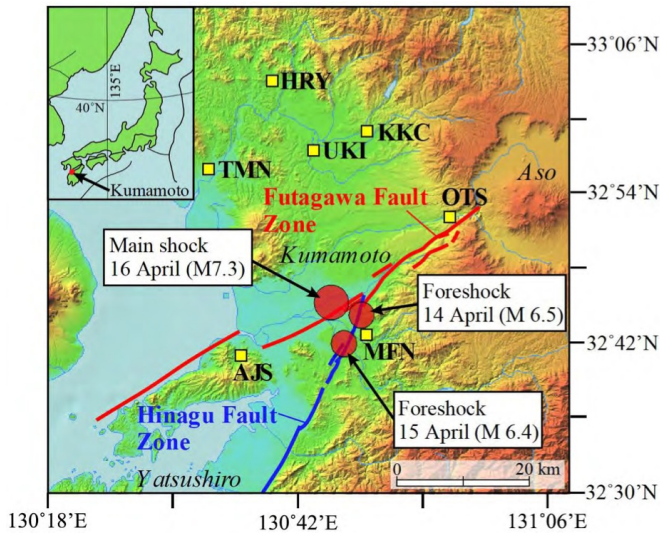 135°E
40°N
Kumamoto
HRY
KKC
UKI
TMN
OTS
Aso
Futagawa Fault
Zone
Main shock
16 April (M7.3)
Kumamoto
Foreshock
14 April (M 6.5)
MFN
AJS
Foreshock
15 April (M 6.4)
Hinagu Fault
Zone
Yatsushiro
0 20 km
33°06'E
32°54'E
32°42'E
32°30'E
130°18'E
130°42'E
131°06'E